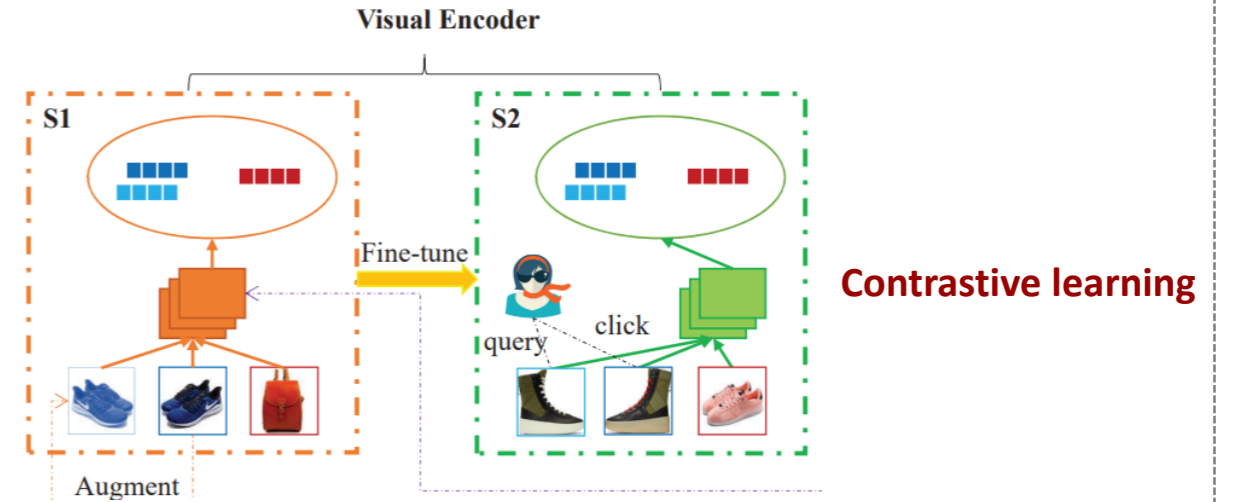 Visual Encoder
S1
S2
Fine-tune
Contrastive learning
click
query
Augment